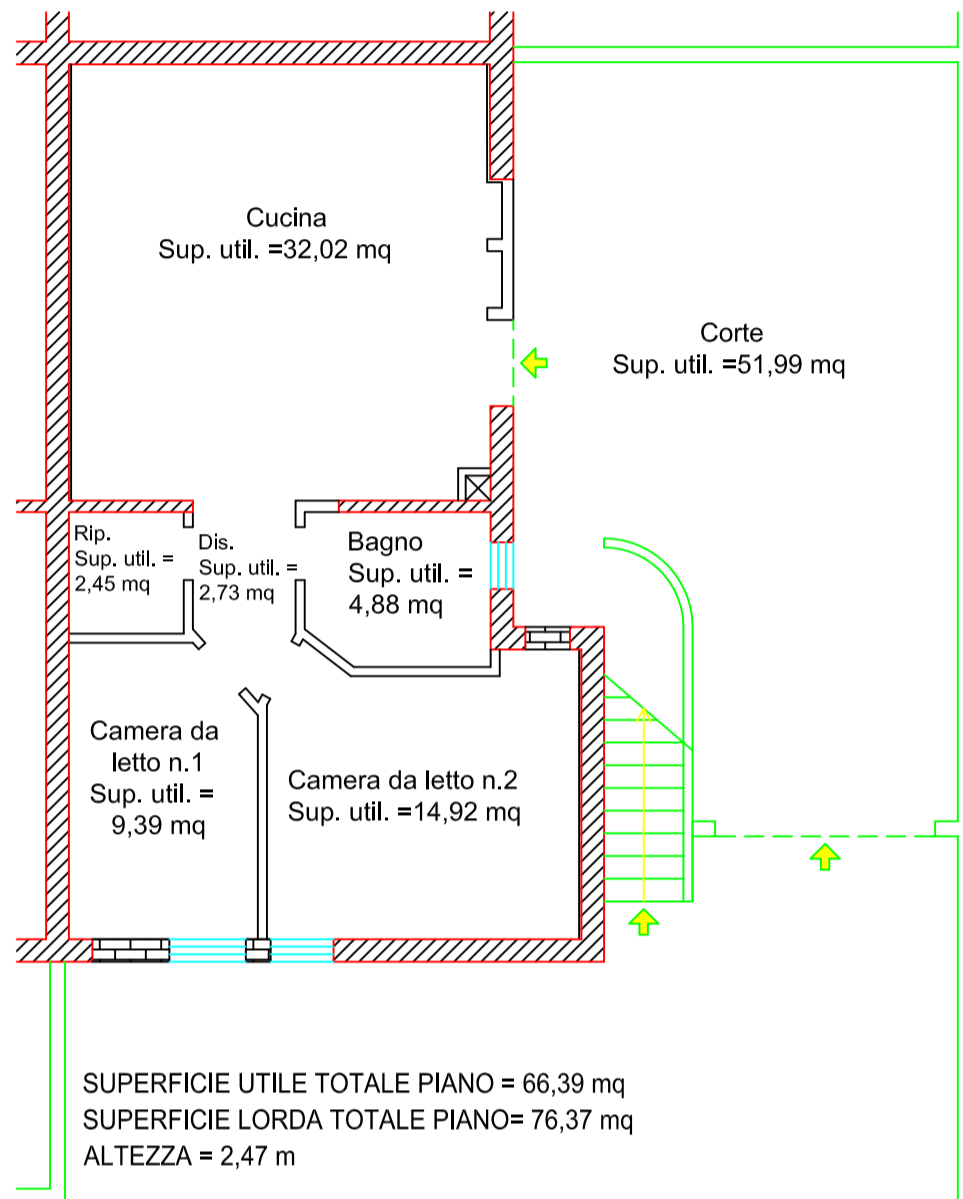 Cucina
Sup. util. =32,02 mq
Corte
Sup. util. =51,99 mq
Rip.
Sup. util. =
2,45 mq
Dis.
Sup. util. =
2,73 mq
Bagno
Sup. util. =
4,88 mq
Camera da
letto n.1
Sup. util. =
9,39 mq
Camera da letto n.2
Sup. util. =14,92 mq
SUPERFICIE UTILE TOTALE PIANO = 66,39 mq
SUPERFICIE LORDA TOTALE PIANO= 76,37 mq
ALTEZZA = 2,47 m